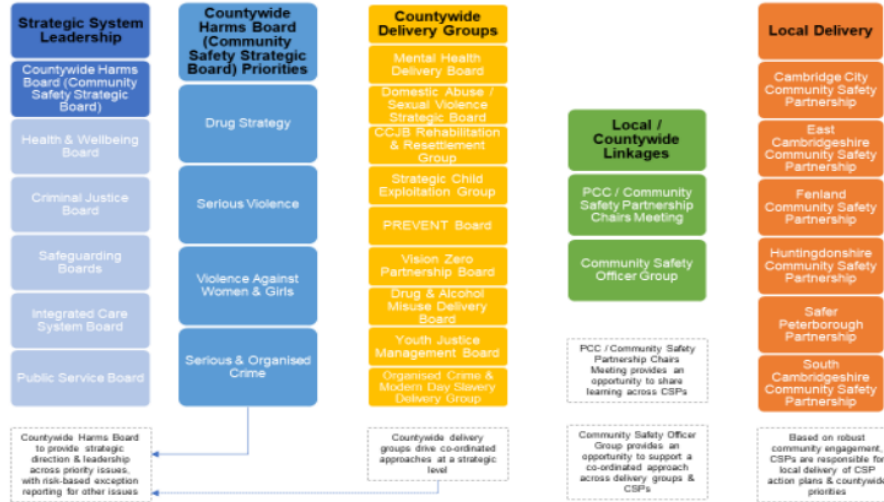 Strategic System
Leadership
Countywide Harms
Board (Community
Safety Strategic
Board)
Health & Wellbeing
Board
Criminal Justice
Board
Safeguarding
Boards
Integrated Care
System Board
Public Service Board
Countywide Harms Board
to provide strategic
direction & leadership
across priority issues,
with risk-based exception
reporting for other issues
Countywide
Harms Board
(Community
Safety Strategic
Board) Priorities
Drug Strategy
Serious Violence
Violence Against
Women & Girls
Serious & Organised
Crime
Countywide
Delivery Groups
Mental Health
Delivery Board
Domestic Abuse /
Sexual Violence
Strategic Board
CCJB Rehabilitation
& Resettlement
Group
Strategic Child
Exploitation Group
PREVENT Board
Vision Zero
Partnership Board
Drug & Alcohol
Misuse Delivery
Board
Youth Justice
Management Board
Organised Crime &
Modern Day Slavery
Delivery Group
Countywide delivery
groups drive co-ordinated
approaches at a strategic
level
Local /
Countywide
Linkages
PCC / Community
Safety Partnership
Chairs Meeting
Community Safety
Officer Group
PCC / Community Safety
Partnership Chairs
Meeting provides an
opportunity to share
learning across CSPs
Community Safety Officer
Group provides an
opportunity to support a
co-ordinated approach
across delivery groups &
CSPs
Local Delivery
Cambridge City
Community Safety
Partnership
East
Cambridgeshire
Community Safety
Partnership
Fenland
Community Safety
Partnership
Huntingdonshire
Community Safety
Partnership
Safer
Peterborough
Partnership
South
Cambridgeshire
Community Safety
Partnership
Based on robust
community engagement,
CSPs are responsible for
local delivery of CSP
action plans & countywide
priorities